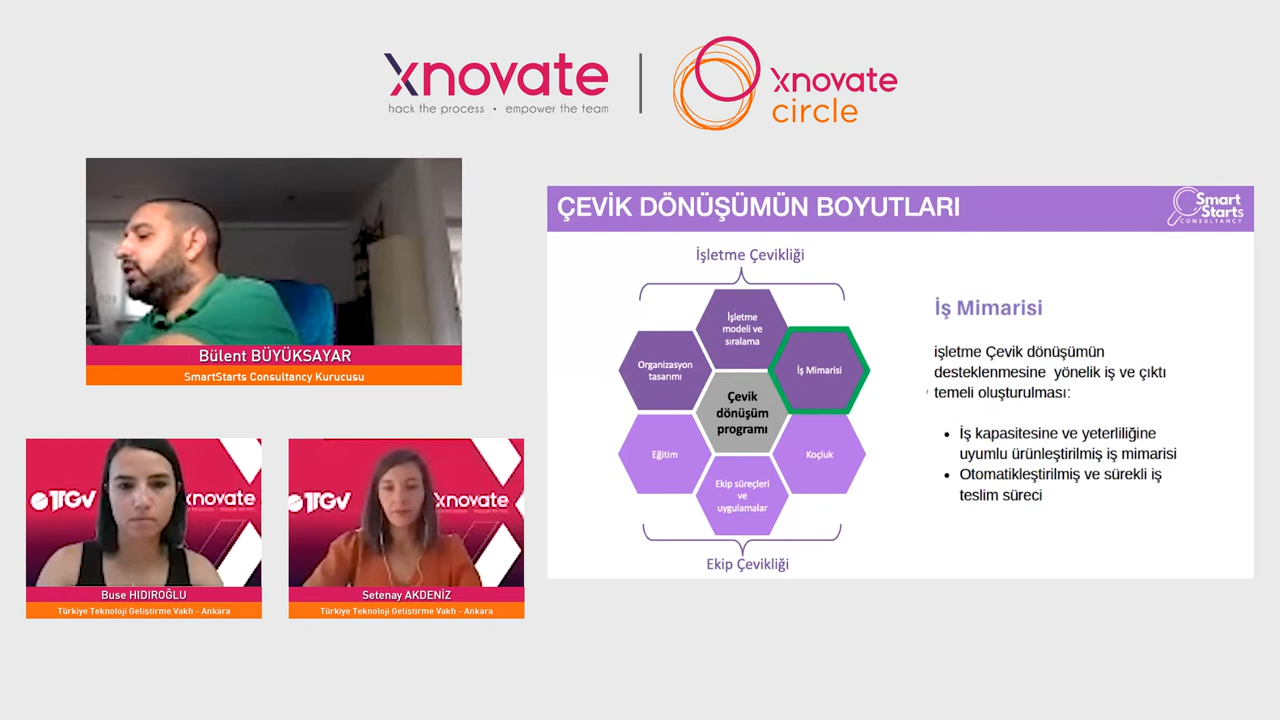 xnovate
hack the process • empower the team
xnovate
circle
Bülent BÜYÜKSAYAR
SmartStarts Consultancy Kurucusu
TTGV
xnovate
Buse HIDIROĞLU
Türkiye Teknoloji Geliştirme Vakfı - Ankara
TTGV
xnovate
Setenay AKDENİZ
Türkiye Teknoloji Geliştirme Vakfı - Ankara
ÇEVİK DÖNÜŞÜMÜN BOYUTLARI
Smart
Starts
CONSULTANCY
İşletme Çevikliği
İşletme
modeli ve
sıralama
Organizasyon
tasarımı
İş Mimarisi
Çevik
dönüşüm
programı
Eğitim
Koçluk
Ekip süreçleri
ve
uygulamalar
Ekip Çevikliği
İş Mimarisi
işletme Çevik dönüşümün
desteklenmesine yönelik iş ve çıktı
temeli oluşturulması:
• İş kapasitesine ve yeterliliğine
uyumlu ürünleştirilmiş iş mimarisi
• Otomatikleştirilmiş ve sürekli iş
teslim süreci